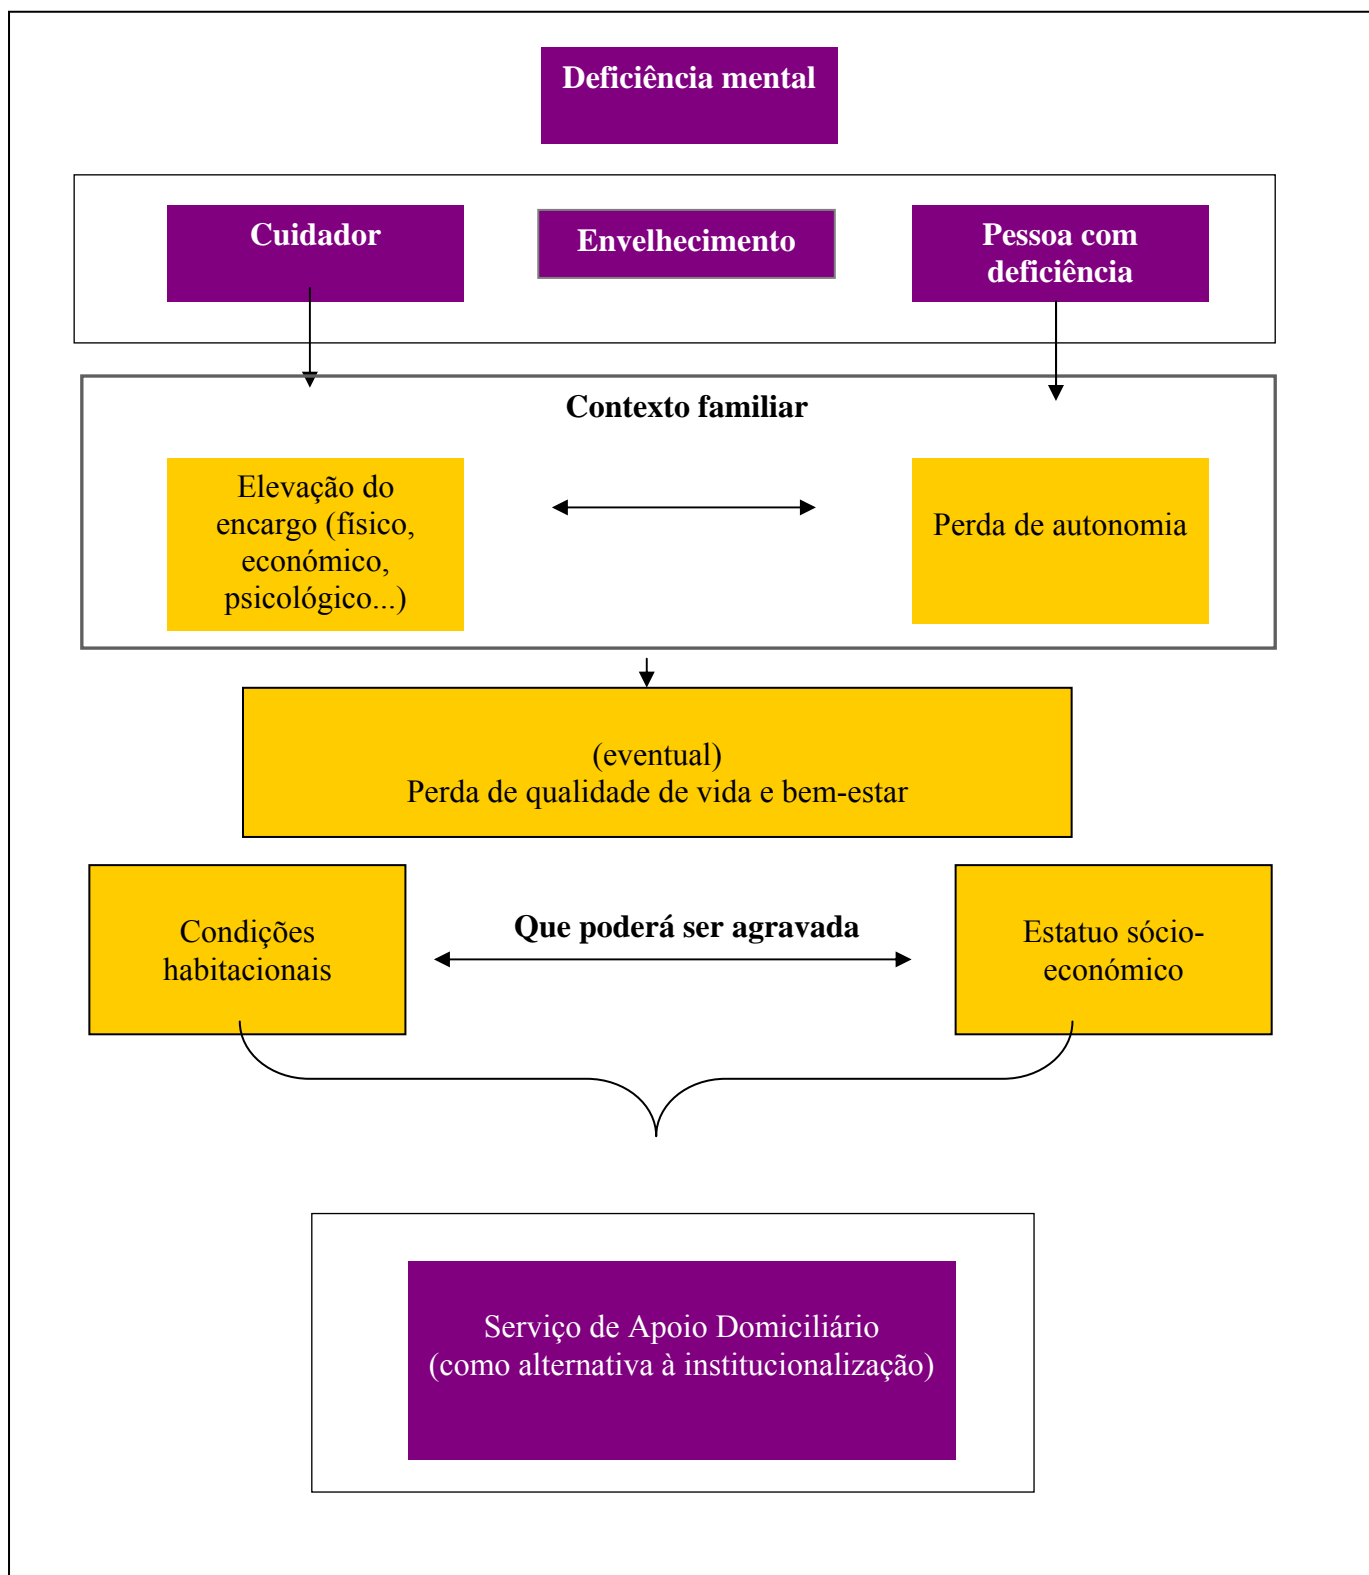 Deficiência mental
Cuidador
Envelhecimento
Pessoa com
deficiência
Contexto familiar
Elevação do
encargo (físico,
económico,
psicológico...)
Perda de autonomia
(eventual)
Perda de qualidade de vida e bem-estar
Condições
habitacionais
Que poderá ser agravada
Estatuo sócio-
económico
Serviço de Apoio Domiciliário
(como alternativa à institucionalização)